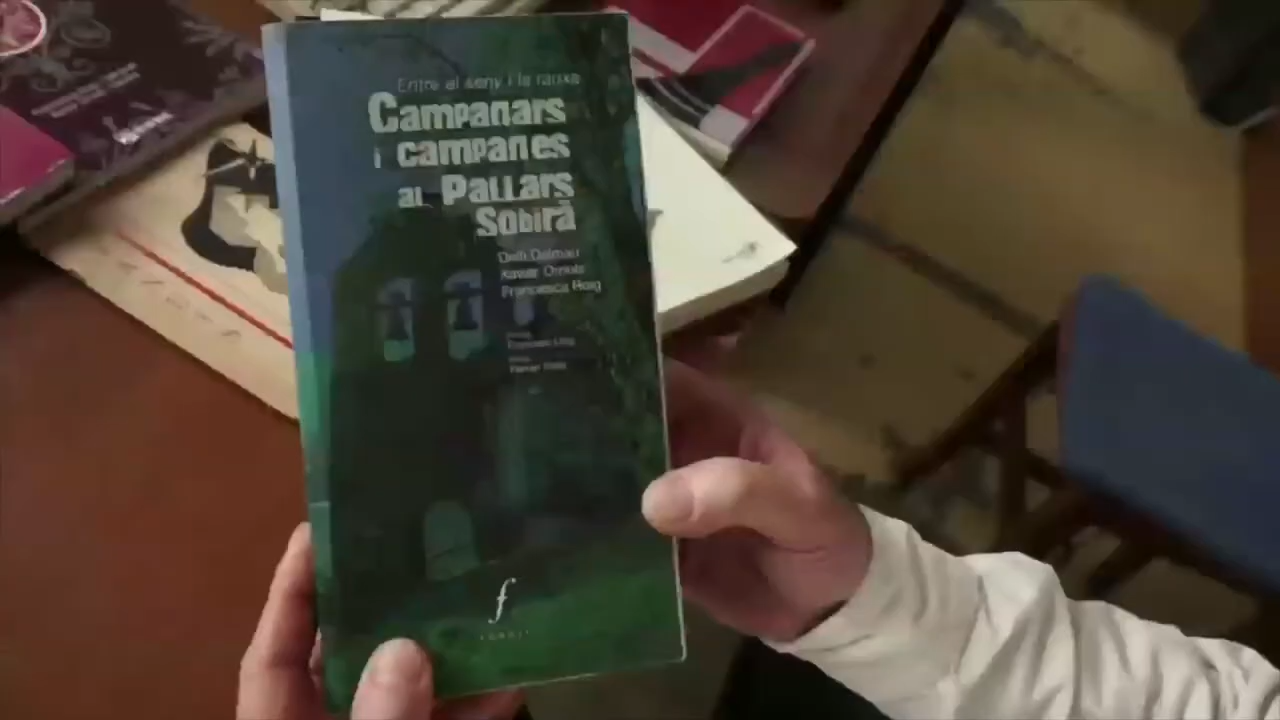 Entre el seny i la rauxa
Campanars
i campanes
al Pallars
Sobirà
Delfí Dalmau
Xavier Orriols
Francesca Roig
f